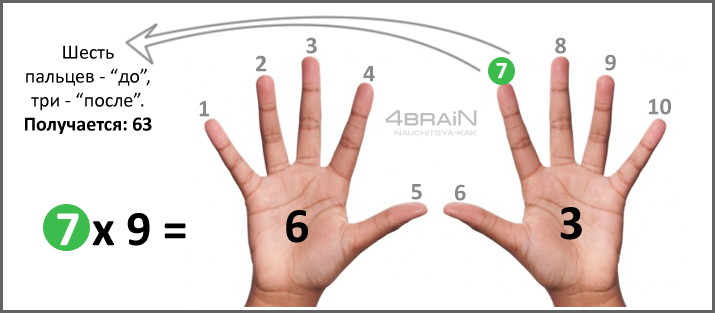 Шесть
пальцев - “до”,
три - “после”.
Получается: 63
1
2
3
4
5
6
7
8
9
10
4BRAiN
NAUCHITSYA-KAK
7 x 9 =
6
3